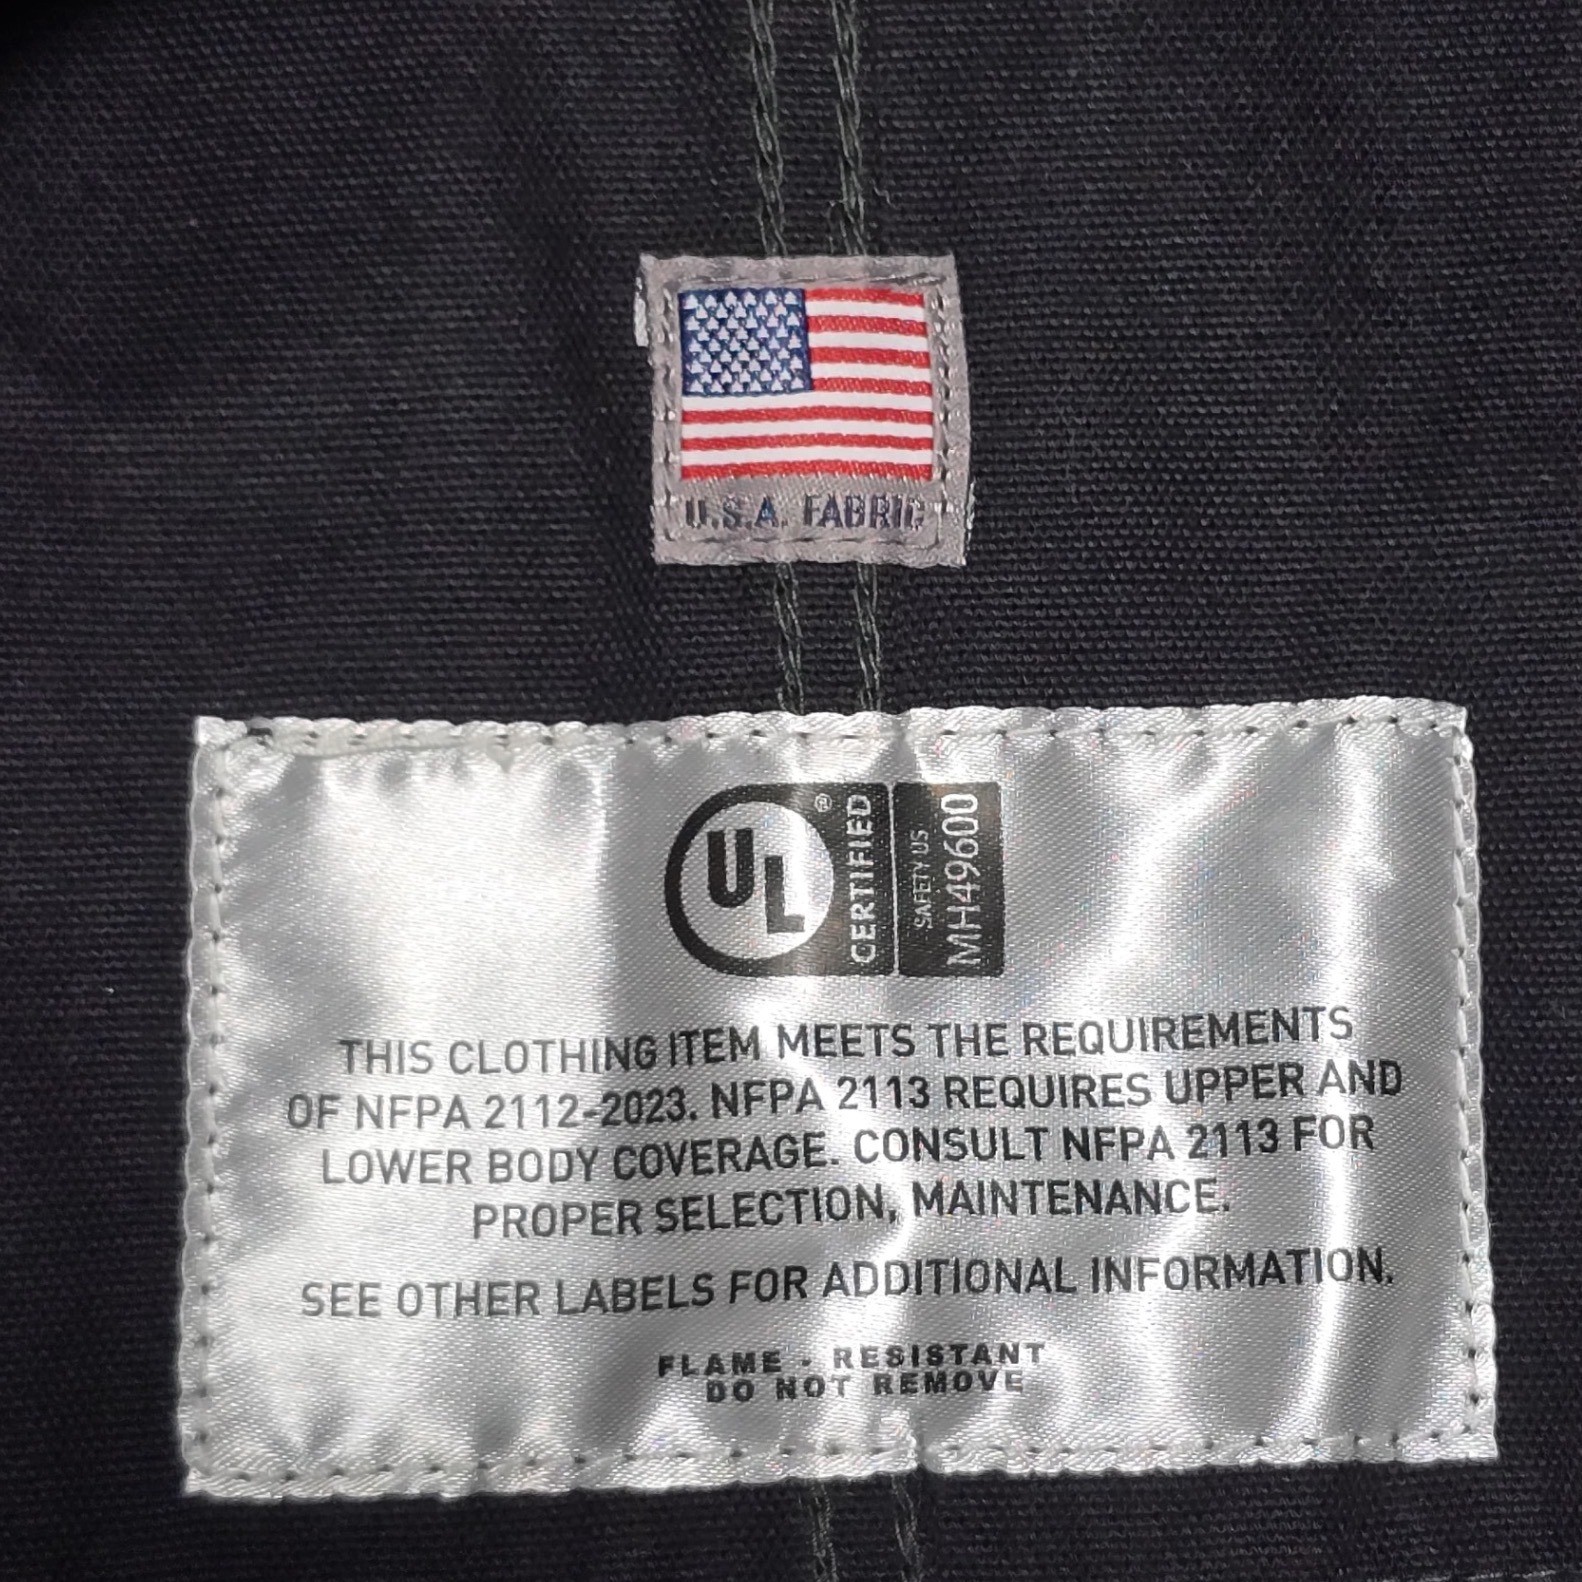 U.S.A. FABRIC
UL ®
CERTIFIED
SAFETY US
MH49600
THIS CLOTHING ITEM MEETS THE REQUIREMENTS
OF NFPA 2112-2023. NFPA 2113 REQUIRES UPPER AND
LOWER BODY COVERAGE. CONSULT NFPA 2113 FOR
PROPER SELECTION, MAINTENANCE.
SEE OTHER LABELS FOR ADDITIONAL INFORMATION.
FLAME - RESISTANT
DO NOT REMOVE